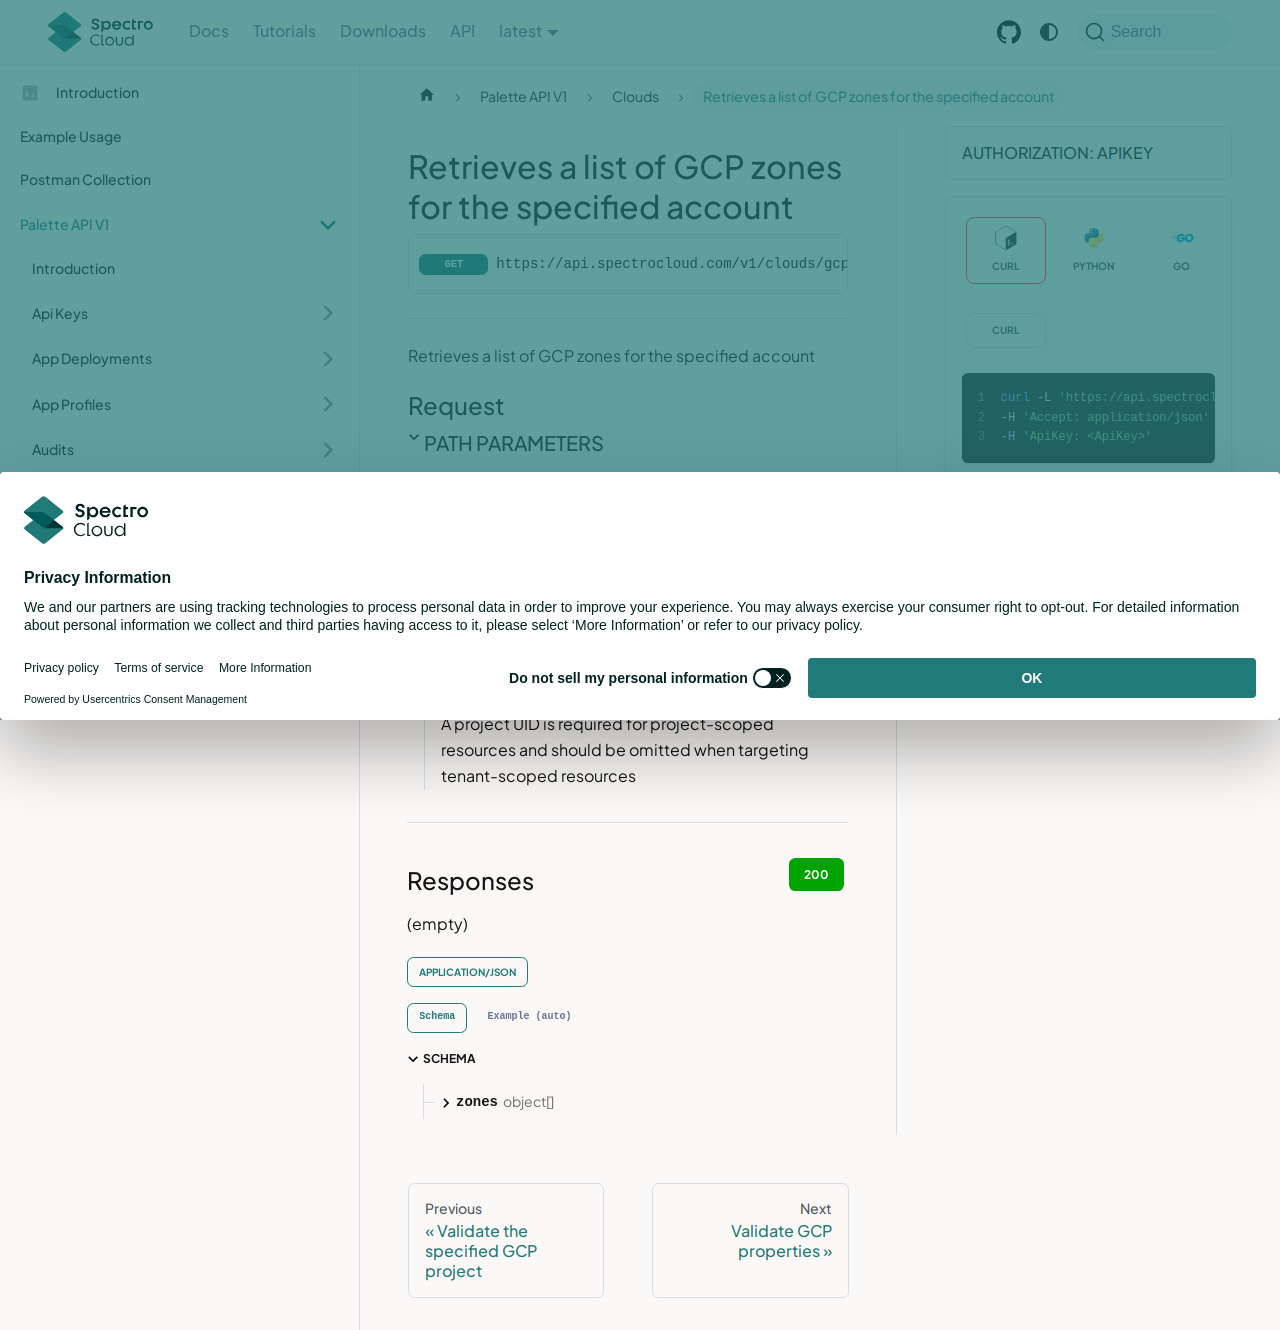 Spectro Cloud
Docs
Tutorials
Downloads
API
latest
Search
Introduction
Example Usage
Postman Collection
Palette API V1
Introduction
Api Keys
App Deployments
App Profiles
Audits
Palette API V1
Clouds
Retrieves a list of GCP zones for the specified account
Retrieves a list of GCP zones
for the specified account
GET
https://api.spectrocloud.com/v1/clouds/gcp
Retrieves a list of GCP zones for the specified account
Request
PATH PARAMETERS
AUTHORIZATION: APIKEY
CURL
PYTHON
GO
CURL
1 curl -L 'https://api.spectrocl
2 -H 'Accept: application/json'
3 -H 'ApiKey: <ApiKey>'
Spectro Cloud
Privacy Information
We and our partners are using tracking technologies to process personal data in order to improve your experience. You may always exercise your consumer right to opt-out. For detailed information
about personal information we collect and third parties having access to it, please select ‘More Information’ or refer to our privacy policy.
Privacy policy
Terms of service
More Information
Powered by Usercentrics Consent Management
Do not sell my personal information
OK
A project UID is required for project-scoped
resources and should be omitted when targeting
tenant-scoped resources
Responses
200
(empty)
APPLICATION/JSON
Schema
Example (auto)
SCHEMA
zones object[]
Previous
« Validate the
specified GCP
project
Next
Validate GCP
properties »